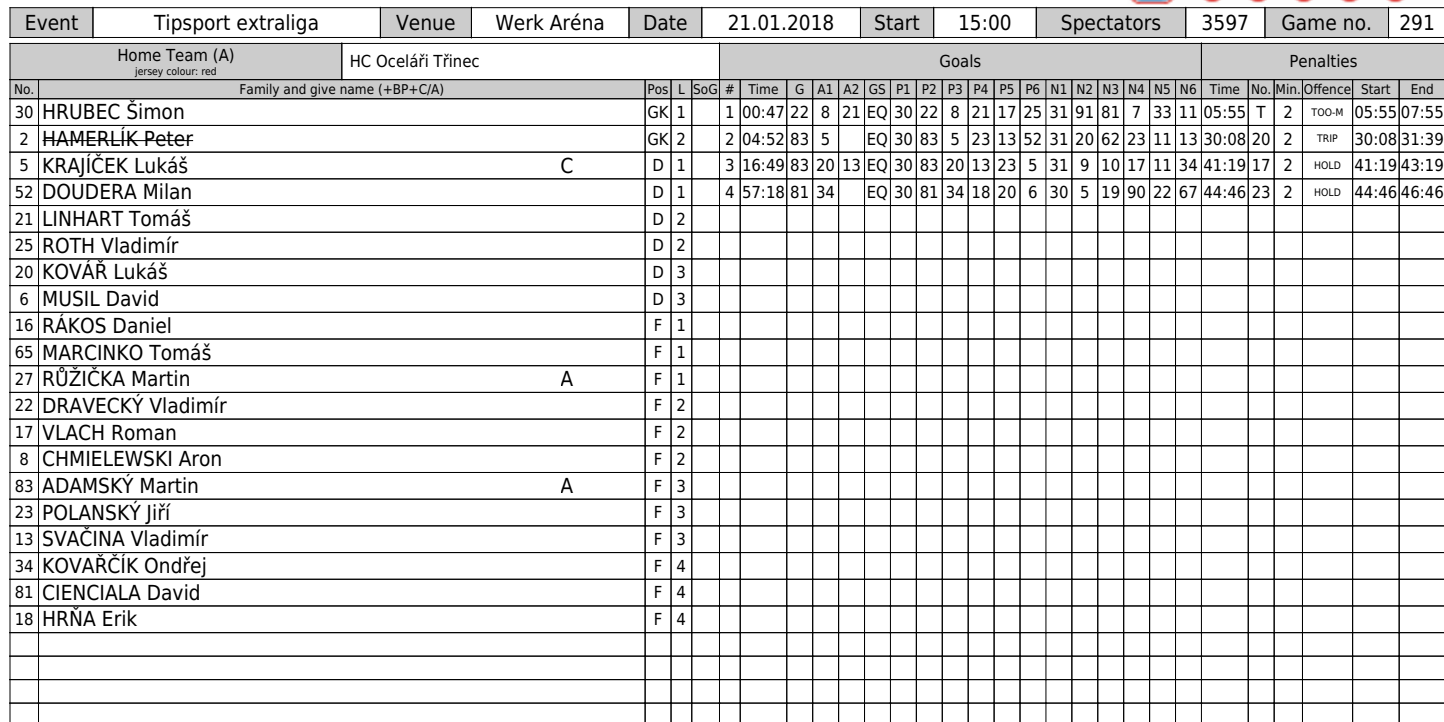 Event Tipsport extraliga Venue Werk Aréna Date 21.01.2018 Start 15:00 Spectators 3597 Game no. 291
Home Team (A) HC Oceláři Třinec Goals Penalties
jersey colour: red
No. Family and give name (+BP+C/A) Pos L SoG # Time G A1 A2 GS P1 P2 P3 P4 P5 P6 N1 N2 N3 N4 N5 N6 Time No. Min. Offence Start End
30 HRUBEC Šimon GK 1 1 00:47 22 8 21 EQ 30 22 8 21 17 25 31 91 81 7 33 11 05:55 T 2 TOO-M 05:55 07:55
2 HAMERLÍK Peter GK 2 2 04:52 83 5 EQ 30 83 5 23 13 52 31 20 62 23 11 13 30:08 20 2 TRIP 30:08 31:39
5 KRAJÍČEK Lukáš C D 1 3 16:49 83 20 13 EQ 30 83 20 13 23 5 31 9 10 17 11 34 41:19 17 2 HOLD 41:19 43:19
52 DOUDERA Milan D 1 4 57:18 81 34 EQ 30 81 34 18 20 6 30 5 19 90 22 67 44:46 23 2 HOLD 44:46 46:46
21 LINHART Tomáš D 2
25 ROTH Vladimír D 2
20 KOVÁŘ Lukáš D 3
6 MUSIL David D 3
16 RÁKOS Daniel F 1
65 MARCINKO Tomáš F 1
27 RŮŽIČKA Martin A F 1
22 DRAVECKÝ Vladimír F 2
17 VLACH Roman F 2
8 CHMIELEWSKI Aron F 2
83 ADAMSKÝ Martin A F 3
23 POLANSKÝ Jiří F 3
13 SVAČINA Vladimír F 3
34 KOVAŘČÍK Ondřej F 4
81 CIENCIALA David F 4
18 HRŇA Erik F 4